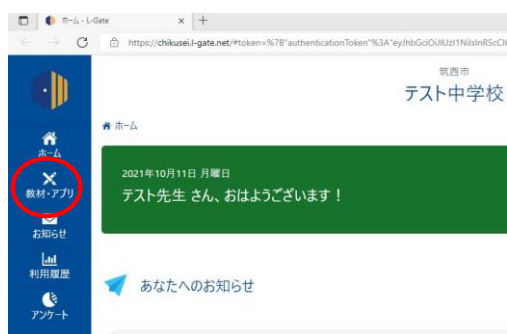 ホーム - L-Gate
https://chikusei.l-gate.net/#token=%7B"authenticationToken"%3A"
筑西市
テスト中学校
ホーム
ホーム
教材・アプリ
お知らせ
利用履歴
アンケート
2021年10月11日 月曜日
テスト先生 さん、おはようございます！
あなたへのお知らせ